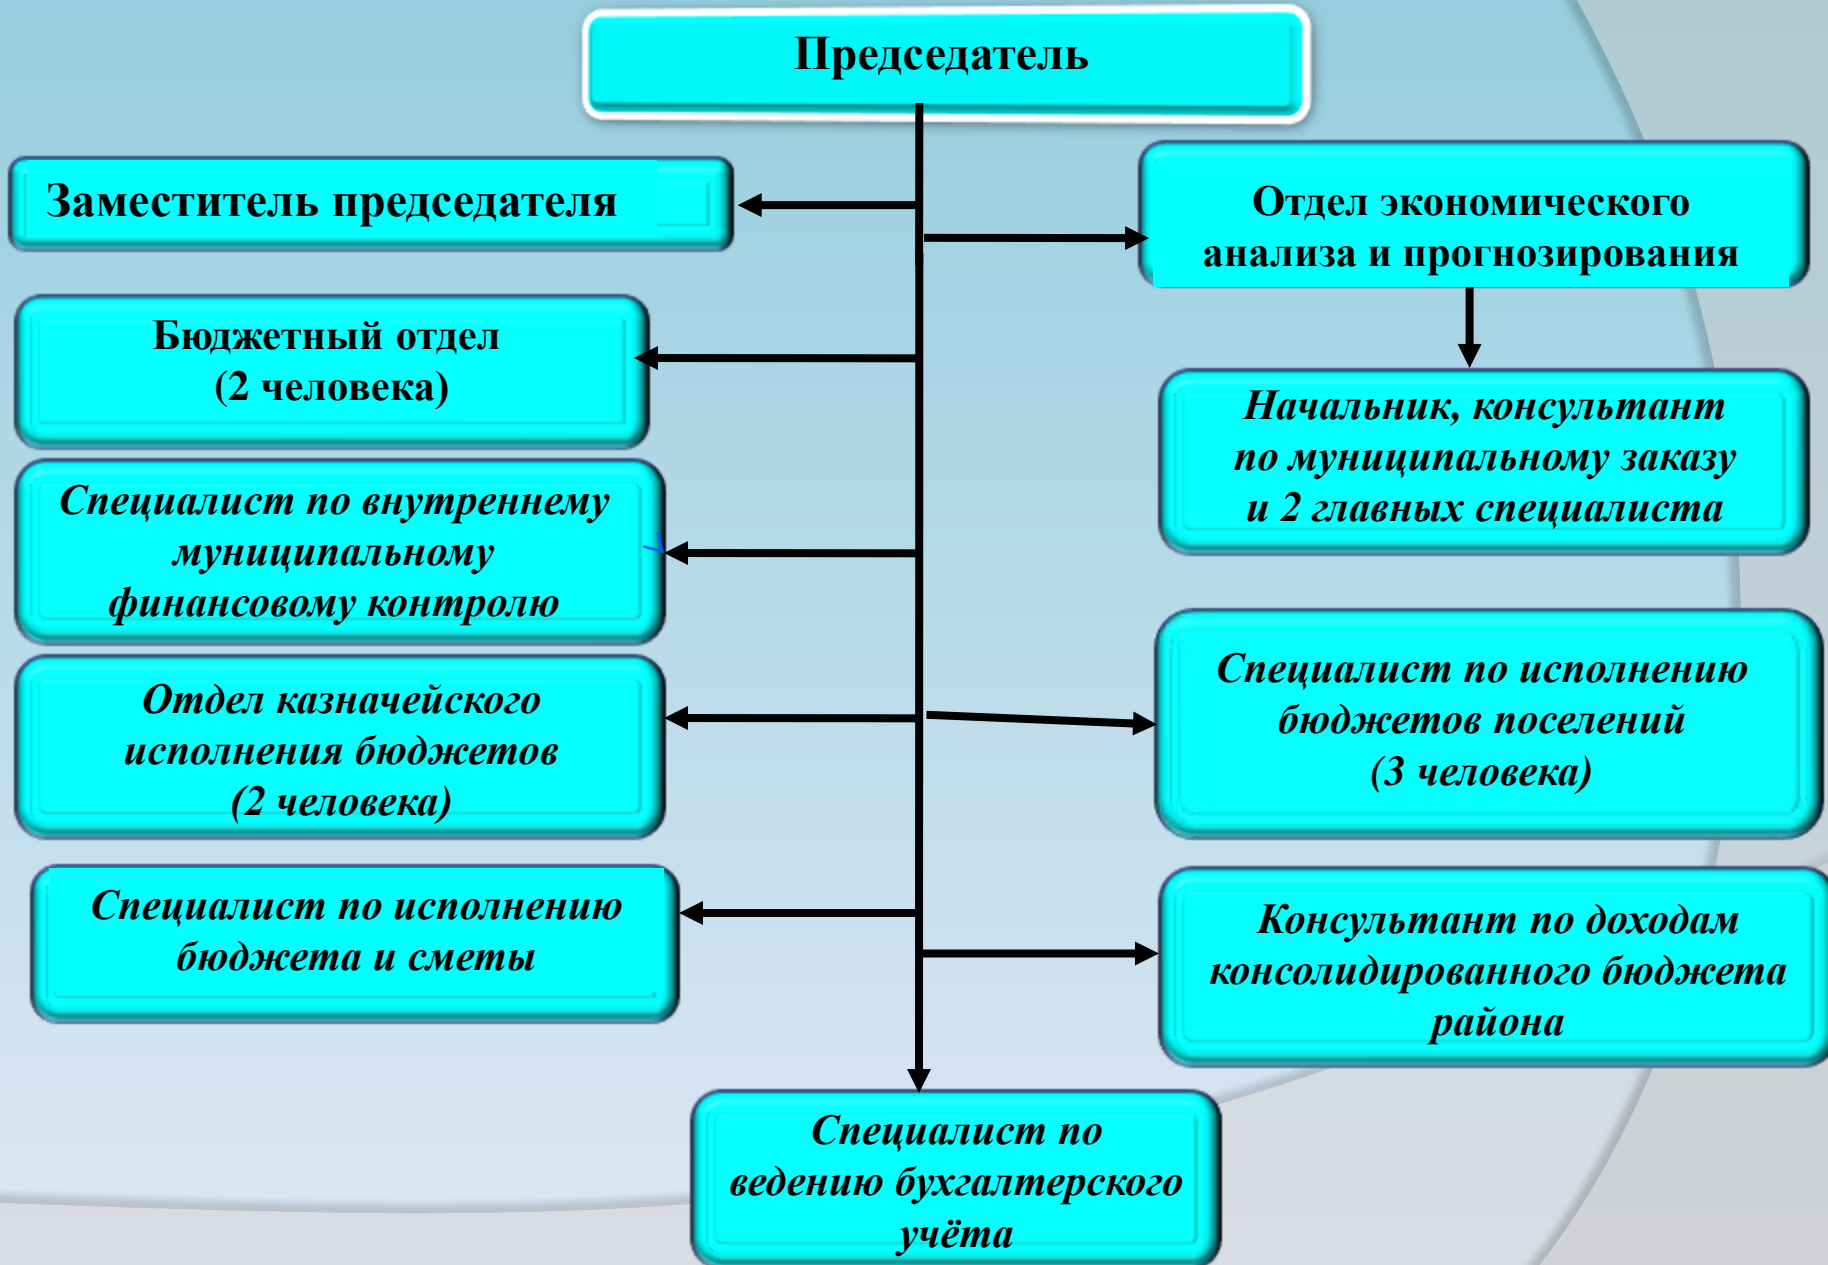 Председатель
Заместитель председателя
Отдел экономического
анализа и прогнозирования
Бюджетный отдел
(2 человека)
Начальник, консультант
по муниципальному заказу
и 2 главных специалиста
Специалист по внутреннему
муниципальному
финансовому контролю
Отдел казначейского
исполнения бюджетов
(2 человека)
Специалист по исполнению
бюджетов поселений
(3 человека)
Специалист по исполнению
бюджета и сметы
Консультант по доходам
консолидированного бюджета
района
Специалист по
ведению бухгалтерского
учёта